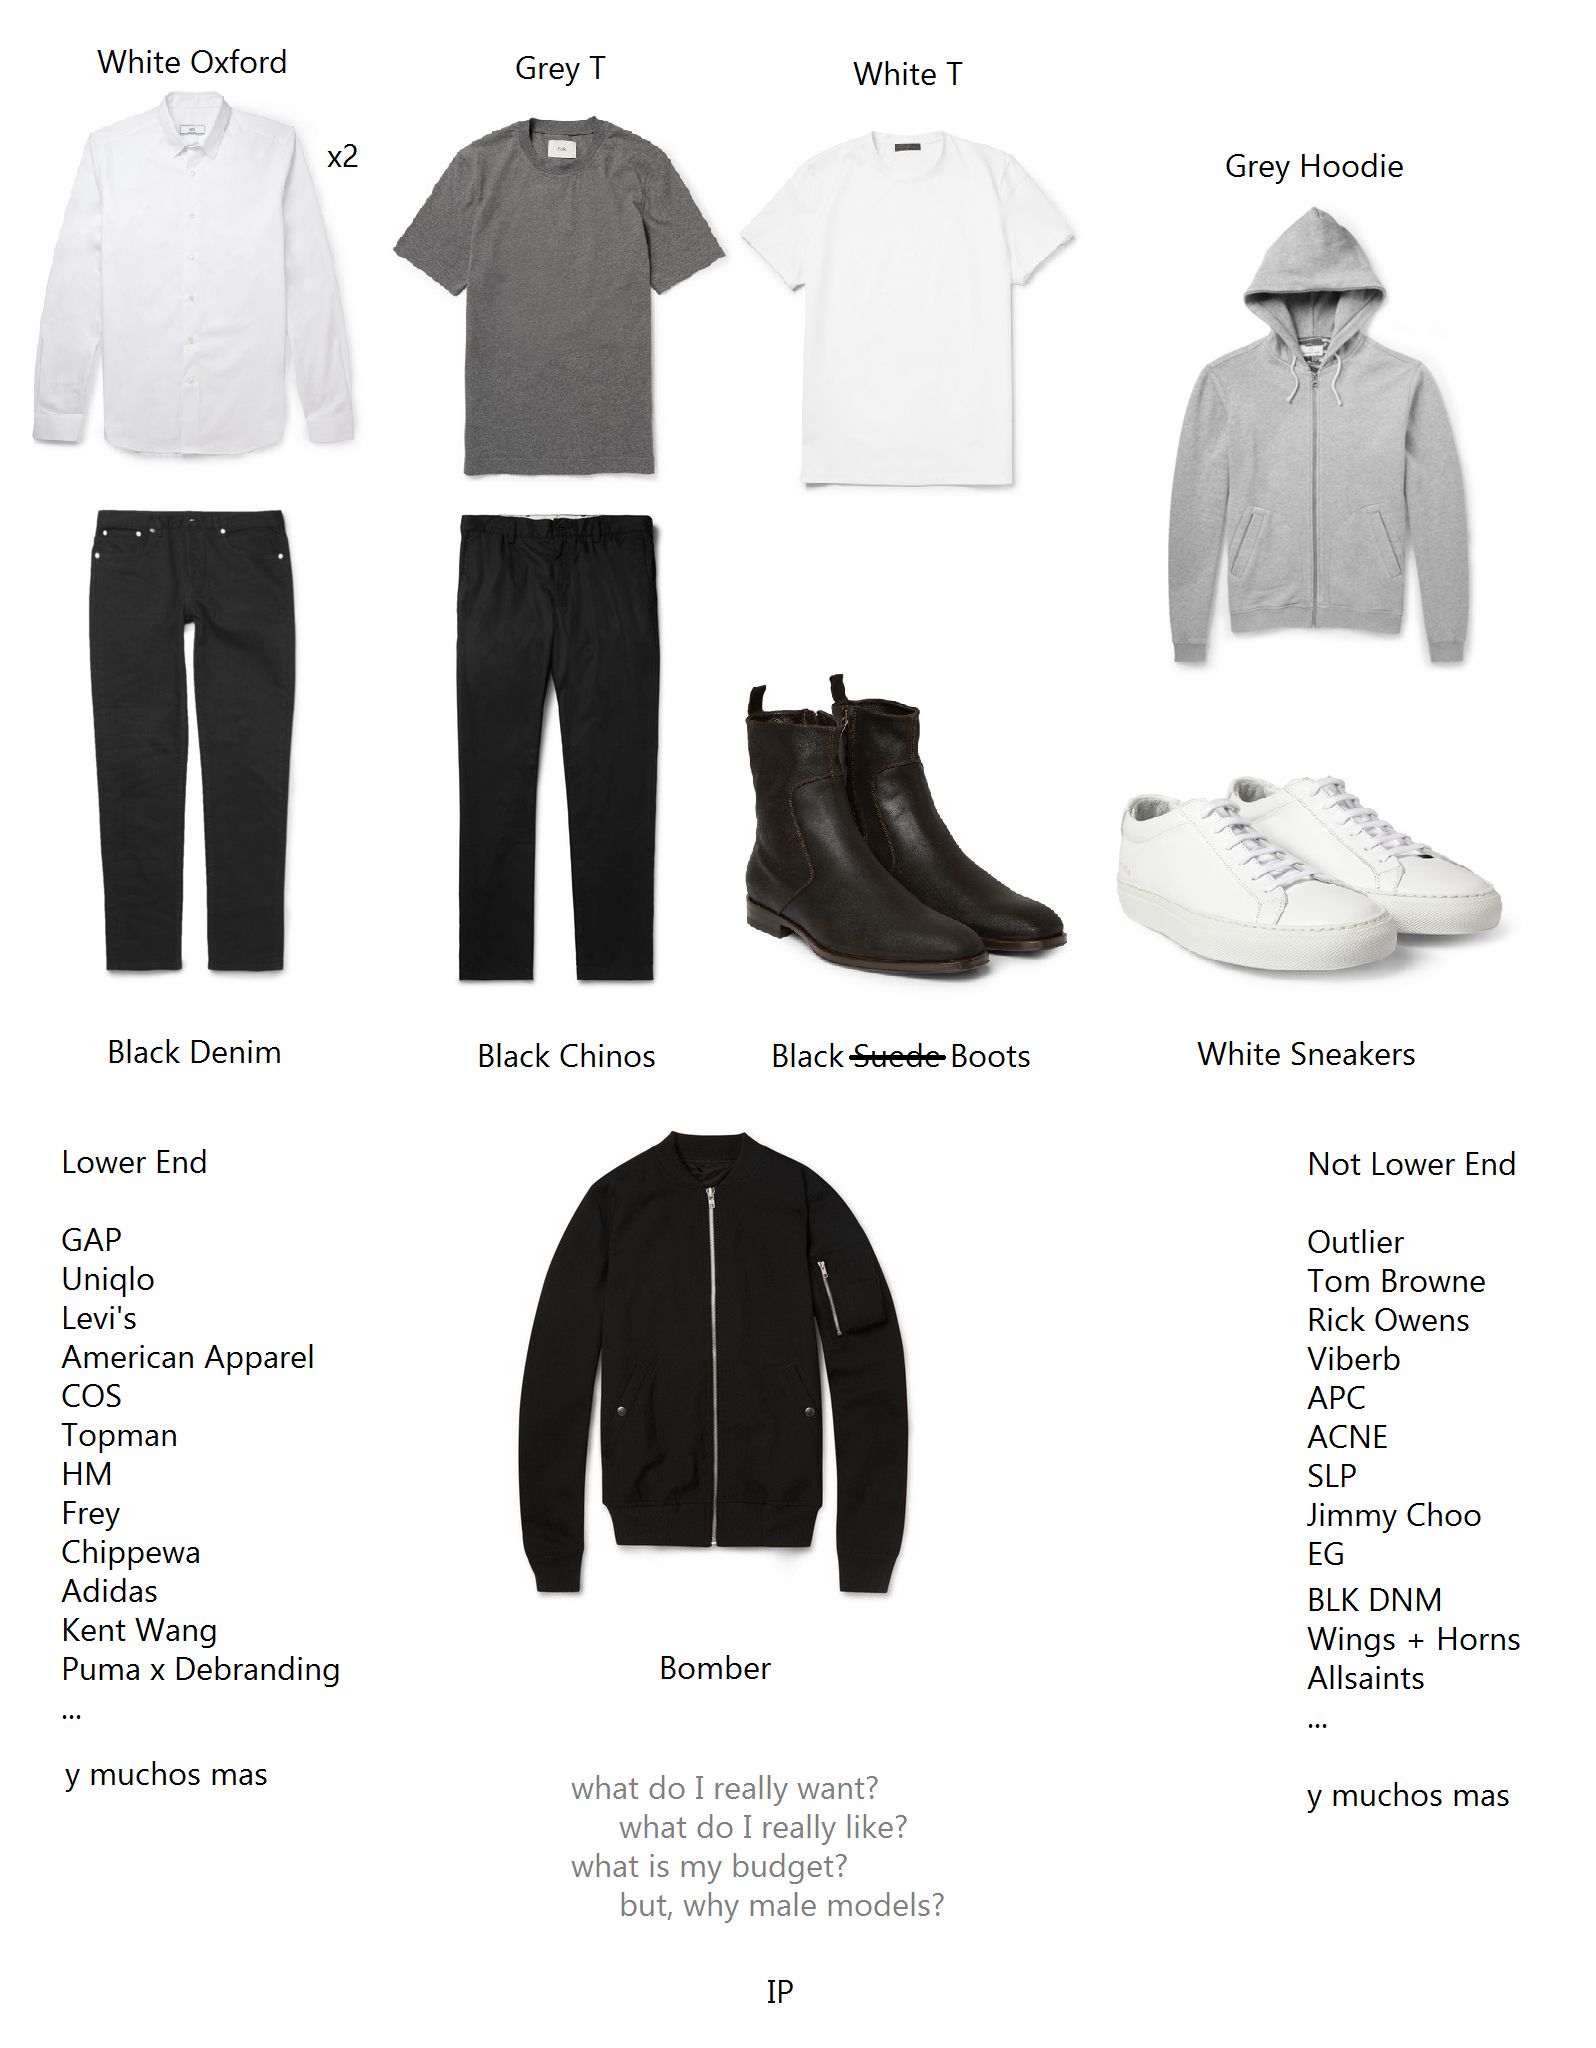 White Oxford
x2
Grey T
White T
Grey Hoodie
Black Denim
Black Chinos
Black Suede Boots
White Sneakers
Lower End
GAP
Uniqlo
Levi's
American Apparel
COS
Topman
HM
Frey
Chippewa
Adidas
Kent Wang
Puma x Debranding
...
y muchos mas
Bomber
what do I really want?
what do I really like?
what is my budget?
but, why male models?
IP
Not Lower End
Outlier
Tom Browne
Rick Owens
Viberb
APC
ACNE
SLP
Jimmy Choo
EG
BLK DNM
Wings + Horns
Allsaints
...
y muchos mas